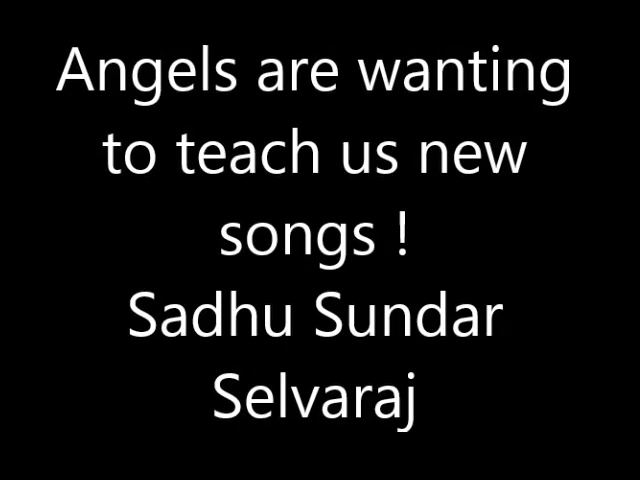 Angels are wanting
to teach us new
songs !
Sadhu Sundar
Selvaraj